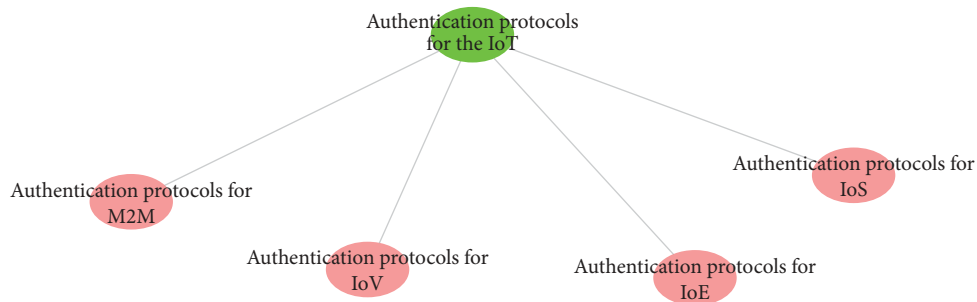 Authentication protocols
for the IoT
Authentication protocols for
M2M
Authentication protocols for
IoV
Authentication protocols for
IoE
Authentication protocols for
IoS